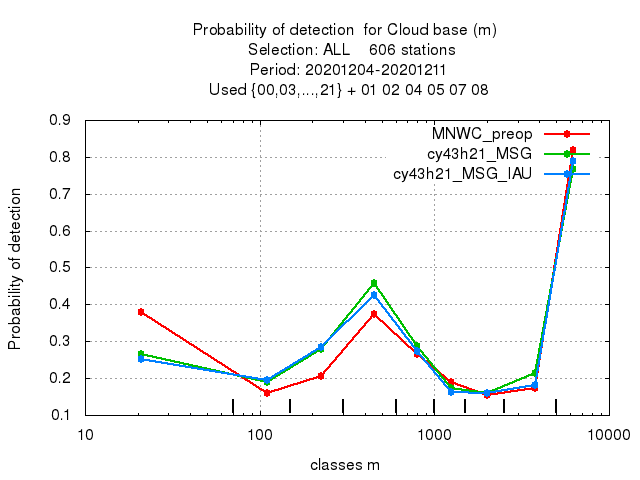 Probability of detection  for Cloud base (m)
Selection: ALL    606 stations
Period: 20201204-20201211
Used {00,03,...,21} + 01 02 04 05 07 08
MNWC_preop
cy43h21_MSG
cy43h21_MSG_IAU
Probability of detection
0.9
0.8
0.7
0.6
0.5
0.4
0.3
0.2
0.1
10
100
1000
10000
classes m